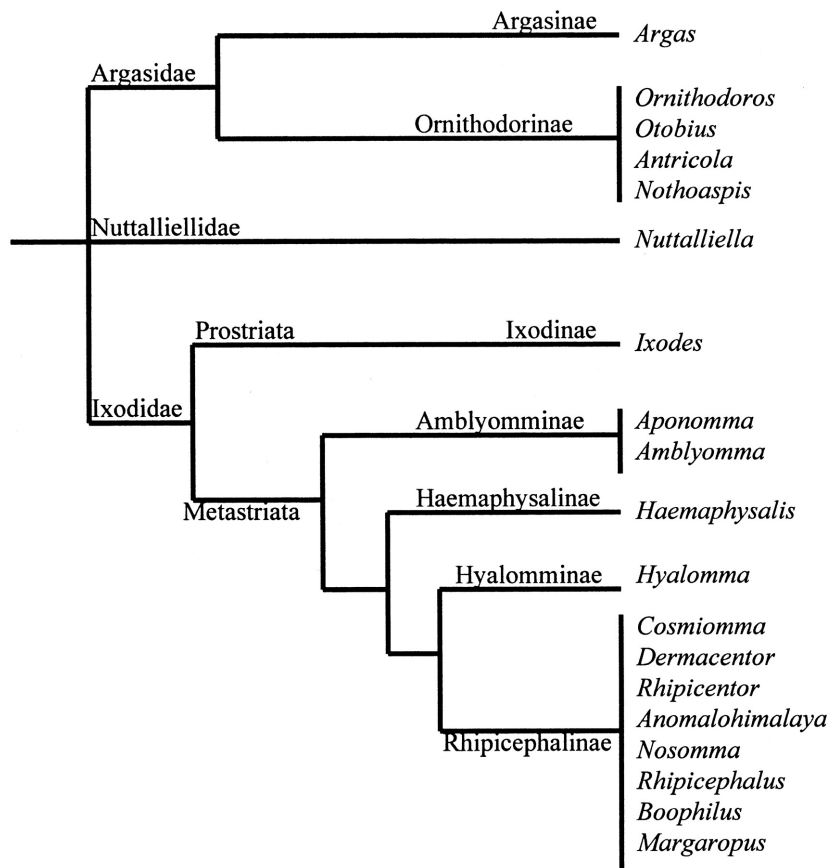 Argasinae
Argas
Argasidae
Ornithodoros
Ornithodorinae
Otobius
Antricola
Nothoaspis
Nuttalliellidae
Nuttalliella
Prostriata
Ixodinae
Ixodes
Ixodidae
Amblyomminae
Aponomma
Amblyomma
Metastriata
Haemaphysalinae
Haemaphysalis
Hyalomminae
Hyalomma
Cosmiomma
Dermacentor
Rhipicentor
Anomalohimalaya
Rhipicephalinae
Nosomma
Rhipicephalus
Boophilus
Margaropus